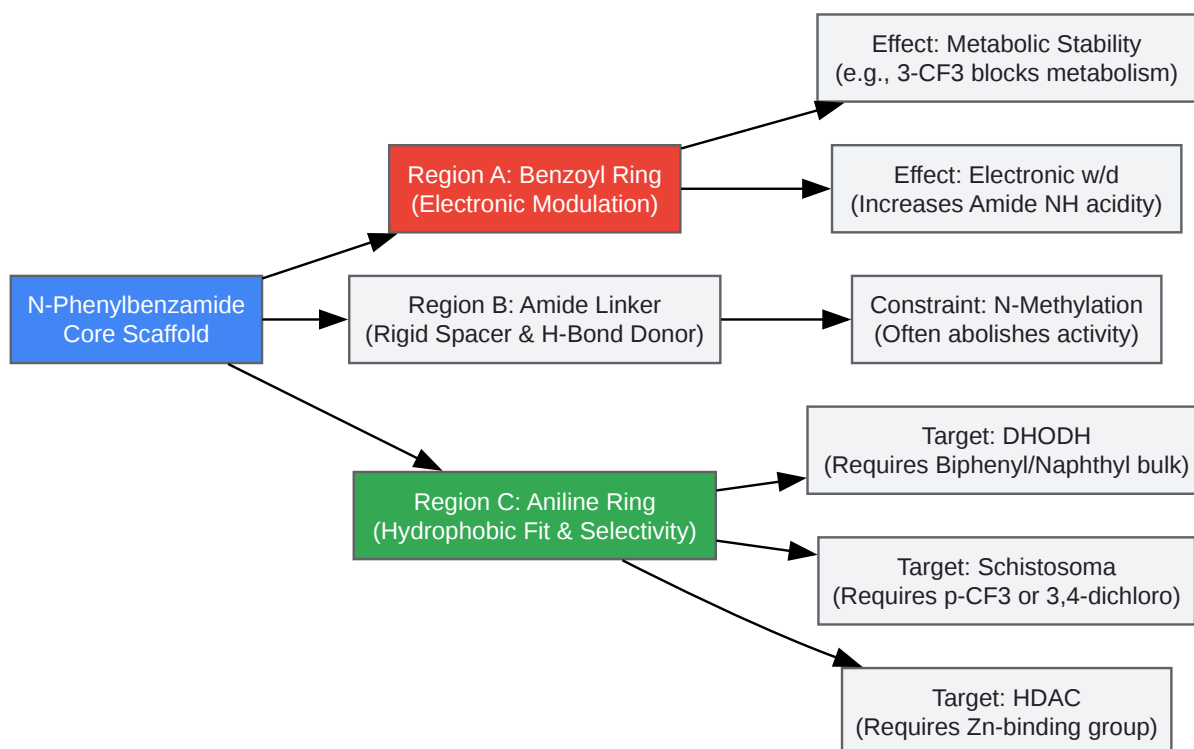 Effect: Metabolic Stability
(e.g., 3-CF3 blocks metabolism)
Region A: Benzoyl Ring
(Electronic Modulation)
Effect: Electronic w/d
(Increases Amide NH acidity)
N-Phenylbenzamide
Core Scaffold
Region B: Amide Linker
(Rigid Spacer & H-Bond Donor)
Constraint: N-Methylation
(Often abolishes activity)
Target: DHODH
(Requires Biphenyl/Naphthyl bulk)
Region C: Aniline Ring
(Hydrophobic Fit & Selectivity)
Target: Schistosoma
(Requires p-CF3 or 3,4-dichloro)
Target: HDAC
(Requires Zn-binding group)